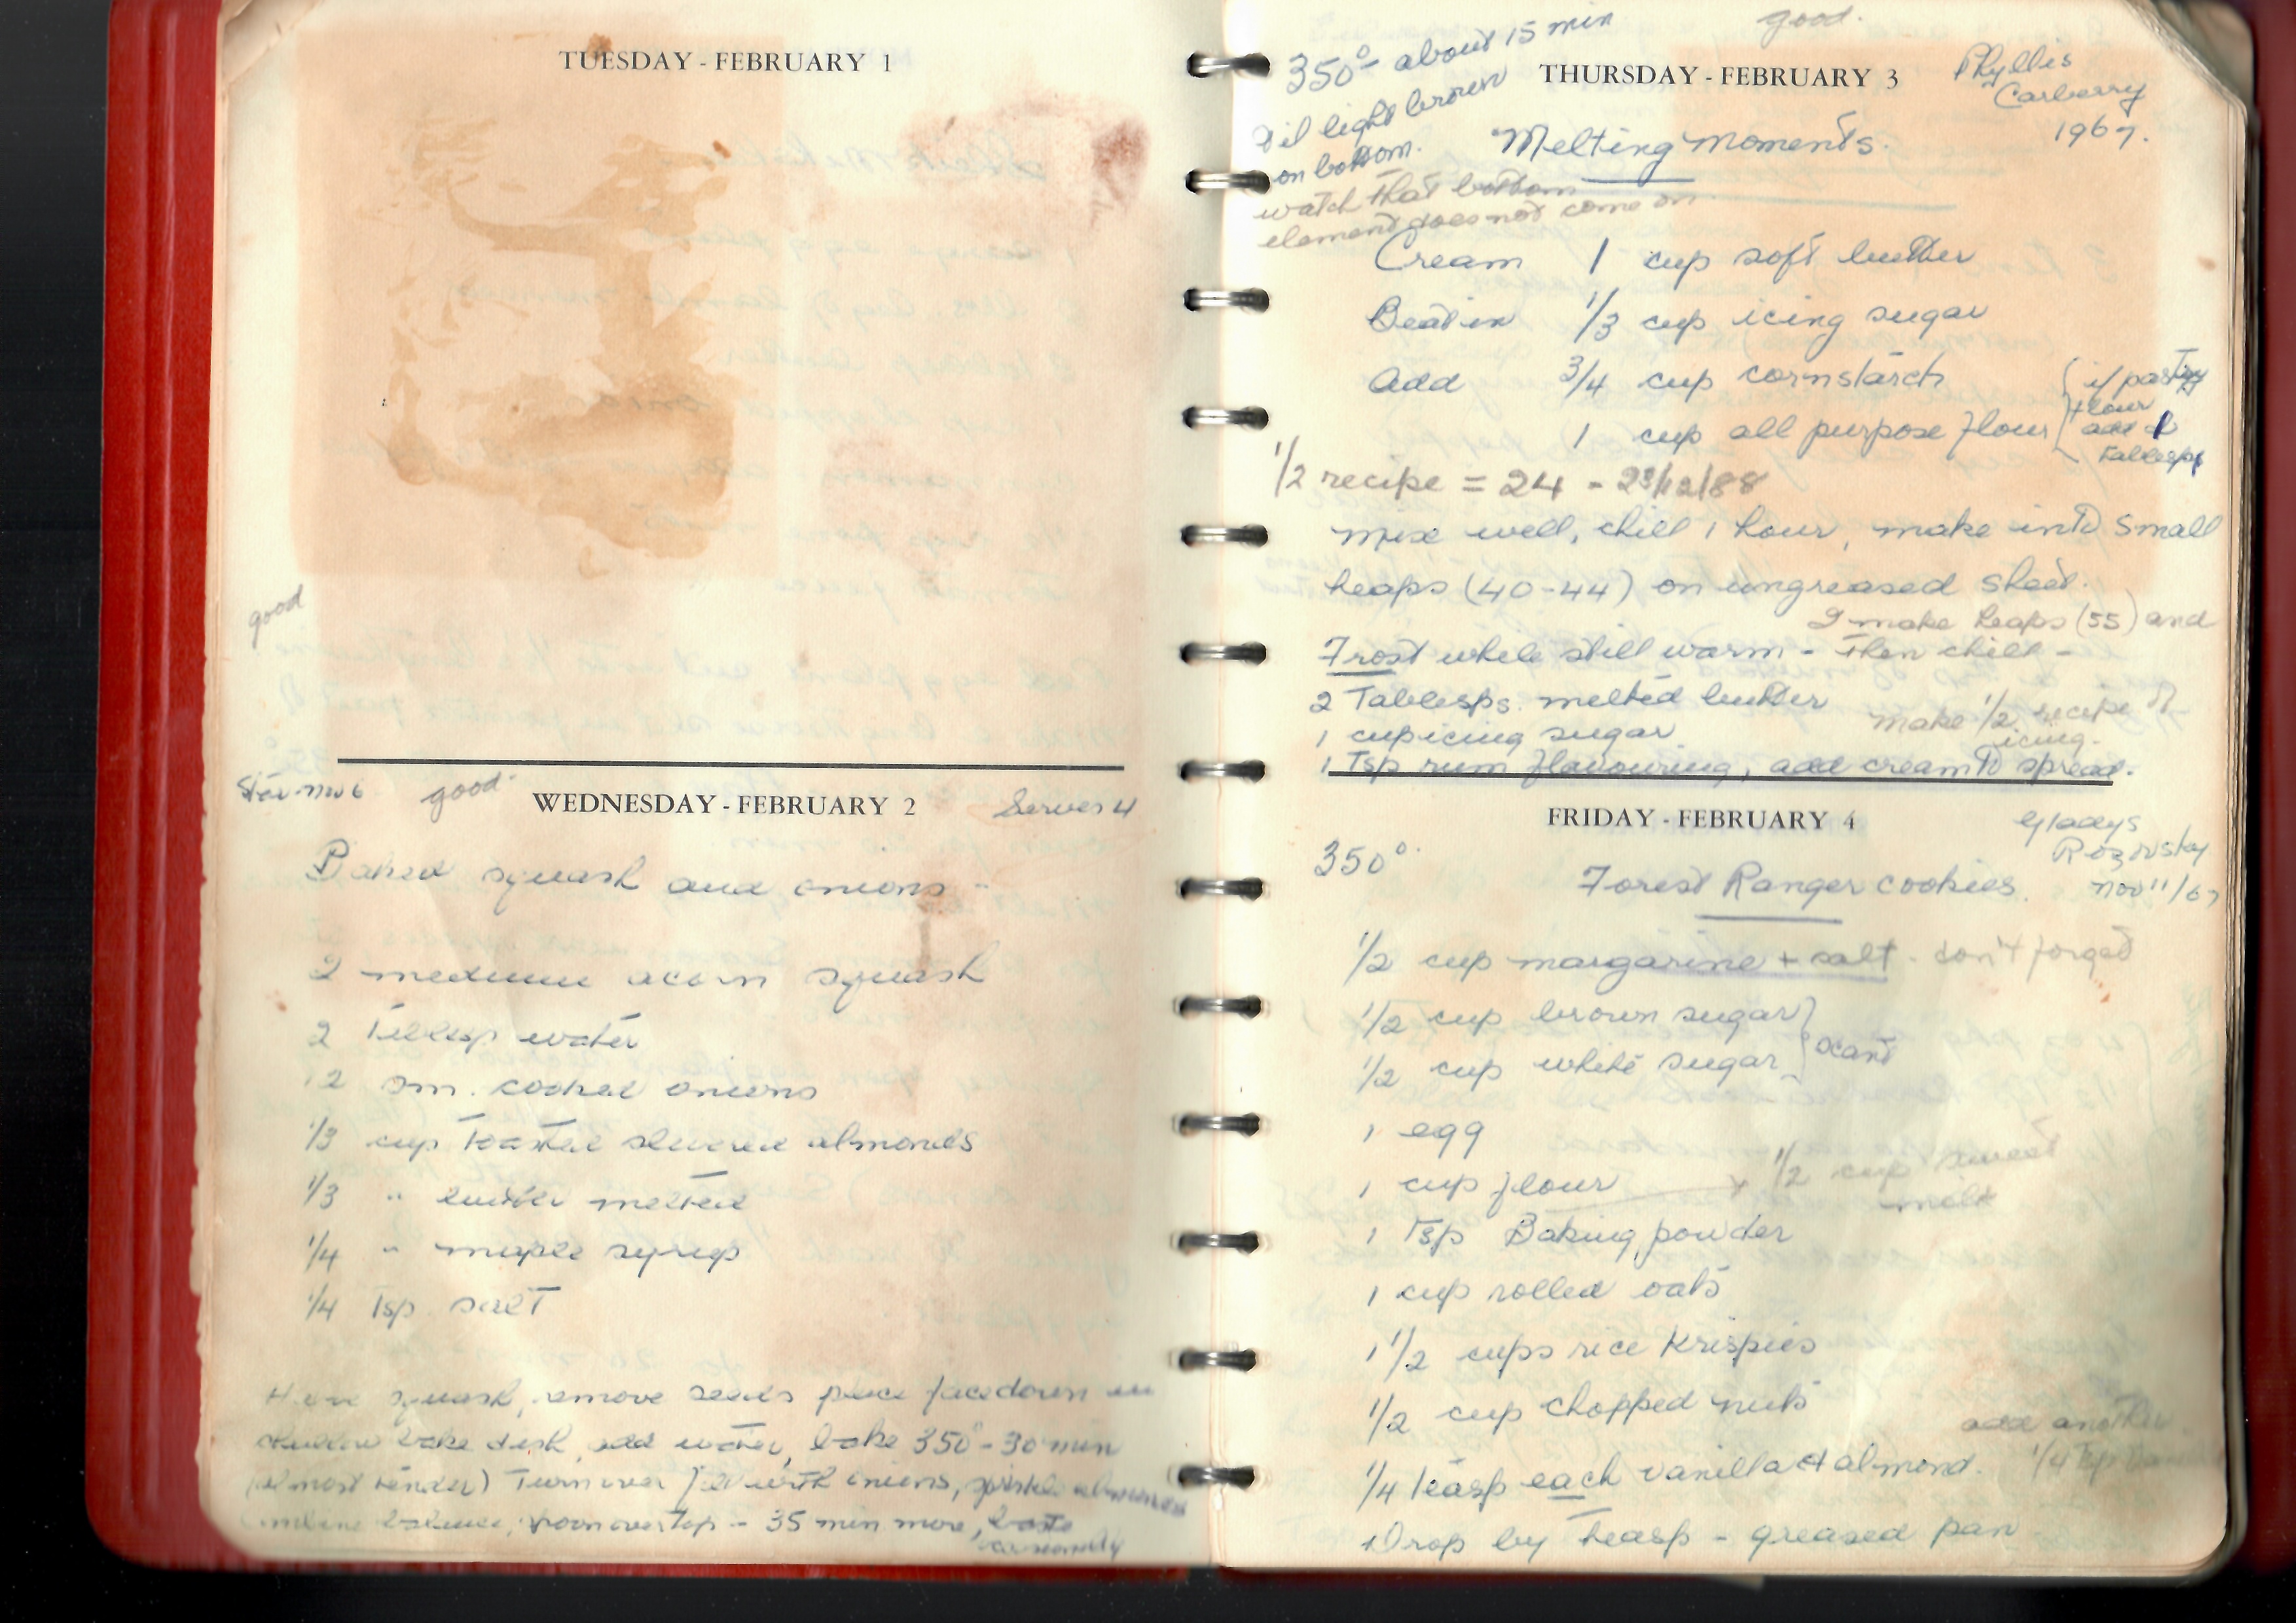 TUESDAY - FEBRUARY 1
good
good
WEDNESDAY - FEBRUARY 2
Serves 4
Baked squash and onions -
2 medium acorn squash
2 Tablesp water
2 sm. cooked onions
1/3 cup toasted slivered almonds
1/3 " butter melted
1/4 " maple syrup
1/4 Tsp salt
squash, remove seeds place facedown in
shallow bake dish, add water, bake 350° - 30 min
(almost tender) Turn over fill with onions, sprinkle almonds
Combine balance, spoon over top - 35 min more, baste
350° about 15 min
til light brown
on bottom.
watch that bottom
element does not come on
good.
THURSDAY - FEBRUARY 3
Phyllis
Carberry
1967.
Melting Moments.
Cream 1 cup soft butter
Beat in 1/3 cup icing sugar
Add 3/4 cup cornstarch
1 cup all purpose flour
if pastry
flour
add 1
Tablesp
1/2 recipe = 24 - 23/12/88
Mix well, chill 1 hour, make into small
heaps (40-44) on ungreased sheet.
I make heaps (55) and
Frost while still warm - then chill -
2 Tablesps. melted butter
1 cup icing sugar
make 1/2 recipe of
icing.
1 Tsp rum flavouring, add cream to spread.
FRIDAY - FEBRUARY 4
Gladys
Rozovsky
Nov 11/67
350°
Forest Ranger cookies.
1/2 cup margarine + salt - don't forget
1/2 cup brown sugar
1/2 cup white sugar
scant
1 egg
1 cup flour
1/2 cup
1 Tsp Baking powder
1 cup rolled oats
1 1/2 cups rice Krispies
1/2 cup chopped nuts
add another
1/4 Tsp
1/4 teasp each vanilla & almond.
Drop by teasp - greased pan